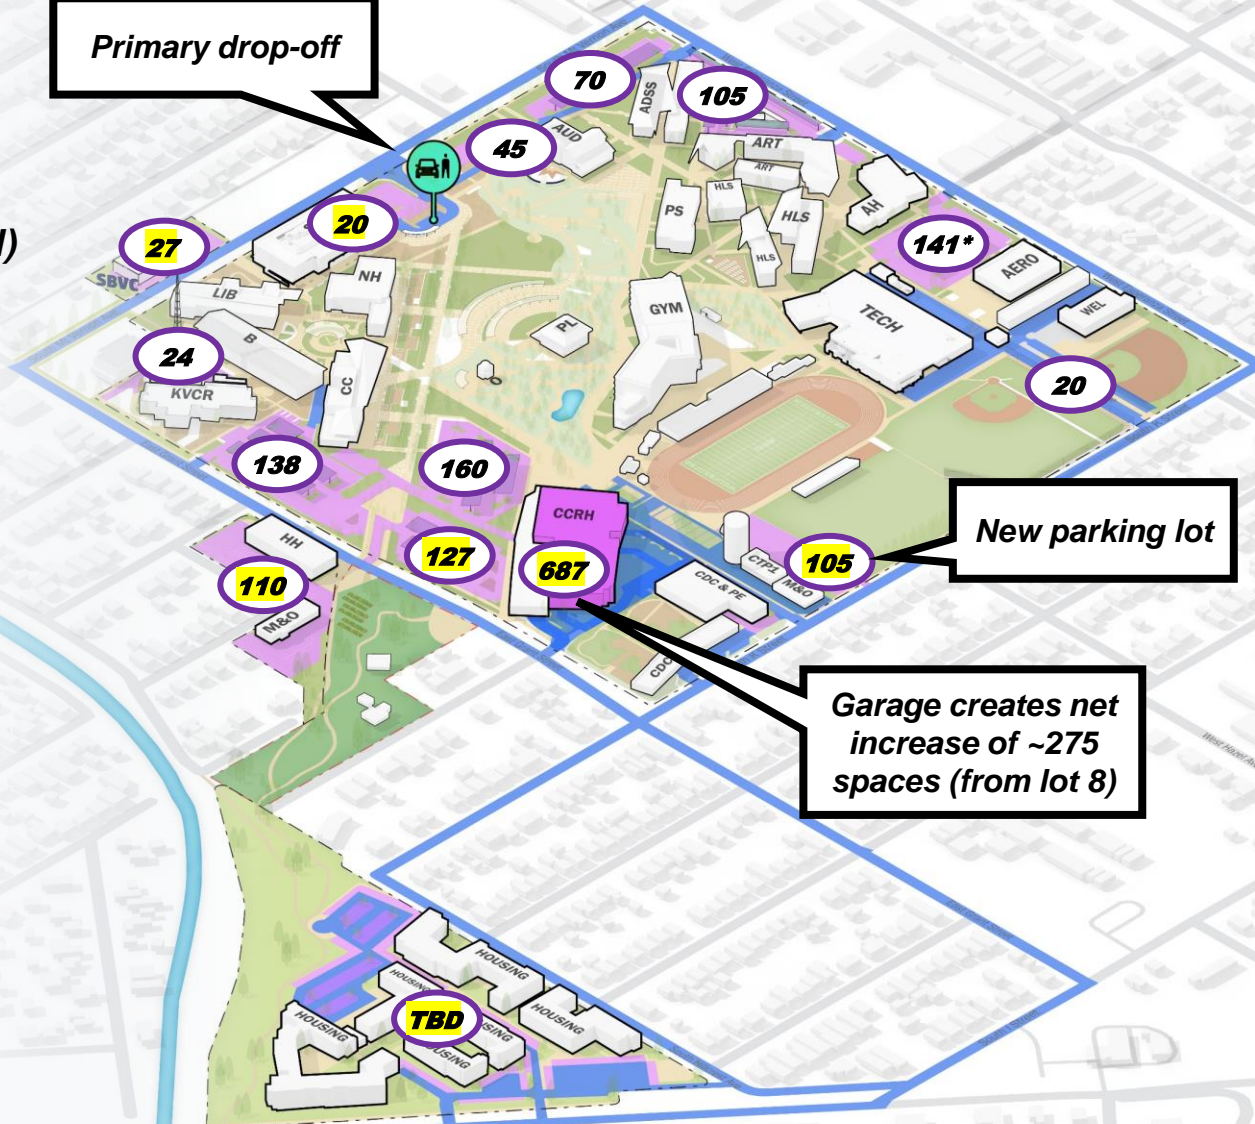 Primary drop-off
70
105
ADSS
AUD
45
ART
ART
20
HLS
PS
HLS
AH
27
141*
SBVC
HLS
AERO
NH
LIB
GYM
WEL
TECH
PL
B
24
CC
20
KVCR
138
160
CCRH
New parking lot
HH
127
687
CTP1
105
CDC & PE
M&O
110
M&O
CDC
Garage creates net
increase of ~275
spaces (from lot 8)
HOUSING
HOUSING
HOUSING
HOUSING
TBD
HOUSING
HOUSING